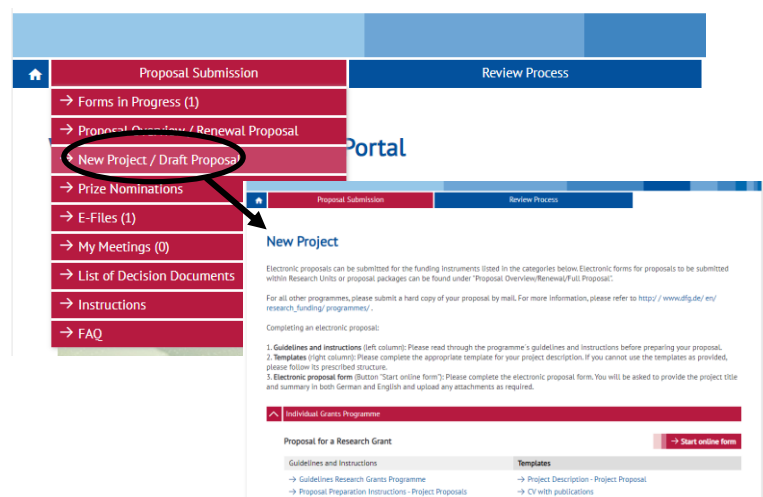 Proposal Submission
Review Process
→ Forms in Progress (1)
→ Proposal Overview / Renewal Proposal
Portal
→ New Project / Draft Proposal
→ Prize Nominations
→ E-Files (1)
→ My Meetings (0)
→ List of Decision Documents
→ Instructions
→ FAQ
Proposal Submission
Review Process
New Project
Electronic proposals can be submitted for the funding instruments listed in the categories below. Electronic forms for proposals to be submitted
within Research Units or proposal packages can be found under "Proposal Overview/Renewal/Full Proposal".
For all other programmes, please submit a hard copy of your proposal by mail. For more information, please refer to http:/ / www.dfg.de/ en/
research_funding/ programmes/ .
Completing an electronic proposal:
1. Guidelines and instructions (left column): Please read through the programme`s guidelines and instructions before preparing your proposal.
2. Templates (right column): Please complete the appropriate template for your project description. If you cannot use the templates as provided,
please follow its prescribed structure.
3. Electronic proposal form (Button "Start online form"): Please complete the electronic proposal form. You will be asked to provide the project title
and summary in both German and English and upload any attachments as required.
Individual Grants Programme
Proposal for a Research Grant
→ Start online form
Guidelines and Instructions
Templates
→ Guidelines Research Grants Programme
→ Project Description - Project Proposal
→ Proposal Preparation Instructions - Project Proposals
→ CV with publications